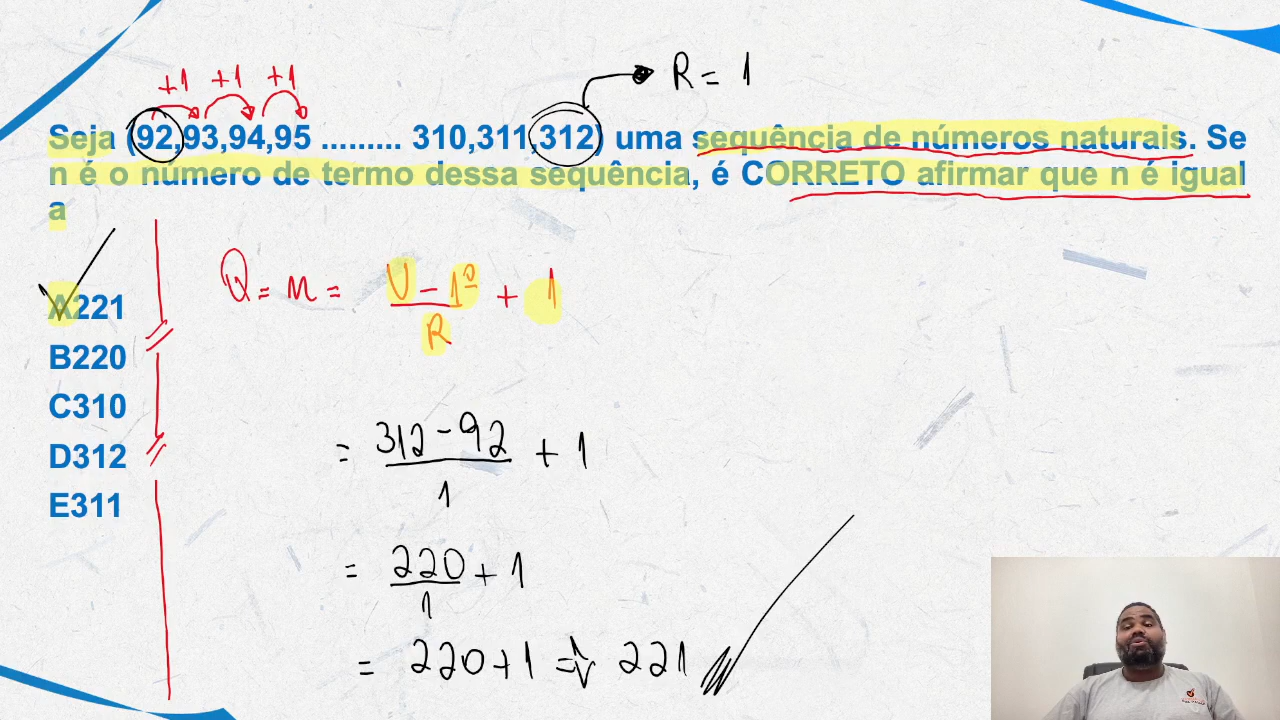 +1 +1 +1
R = 1
Seja (92,93,94,95 ......... 310,311,312) uma sequência de números naturais. Se
n é o número de termo dessa sequência, é CORRETO afirmar que n é igual
a
A221
B220
C310
D312
E311
Q = n = U - 1º / R + 1
= 312 - 92 / 1 + 1
= 220 / 1 + 1
= 220 + 1 ⇒ 221